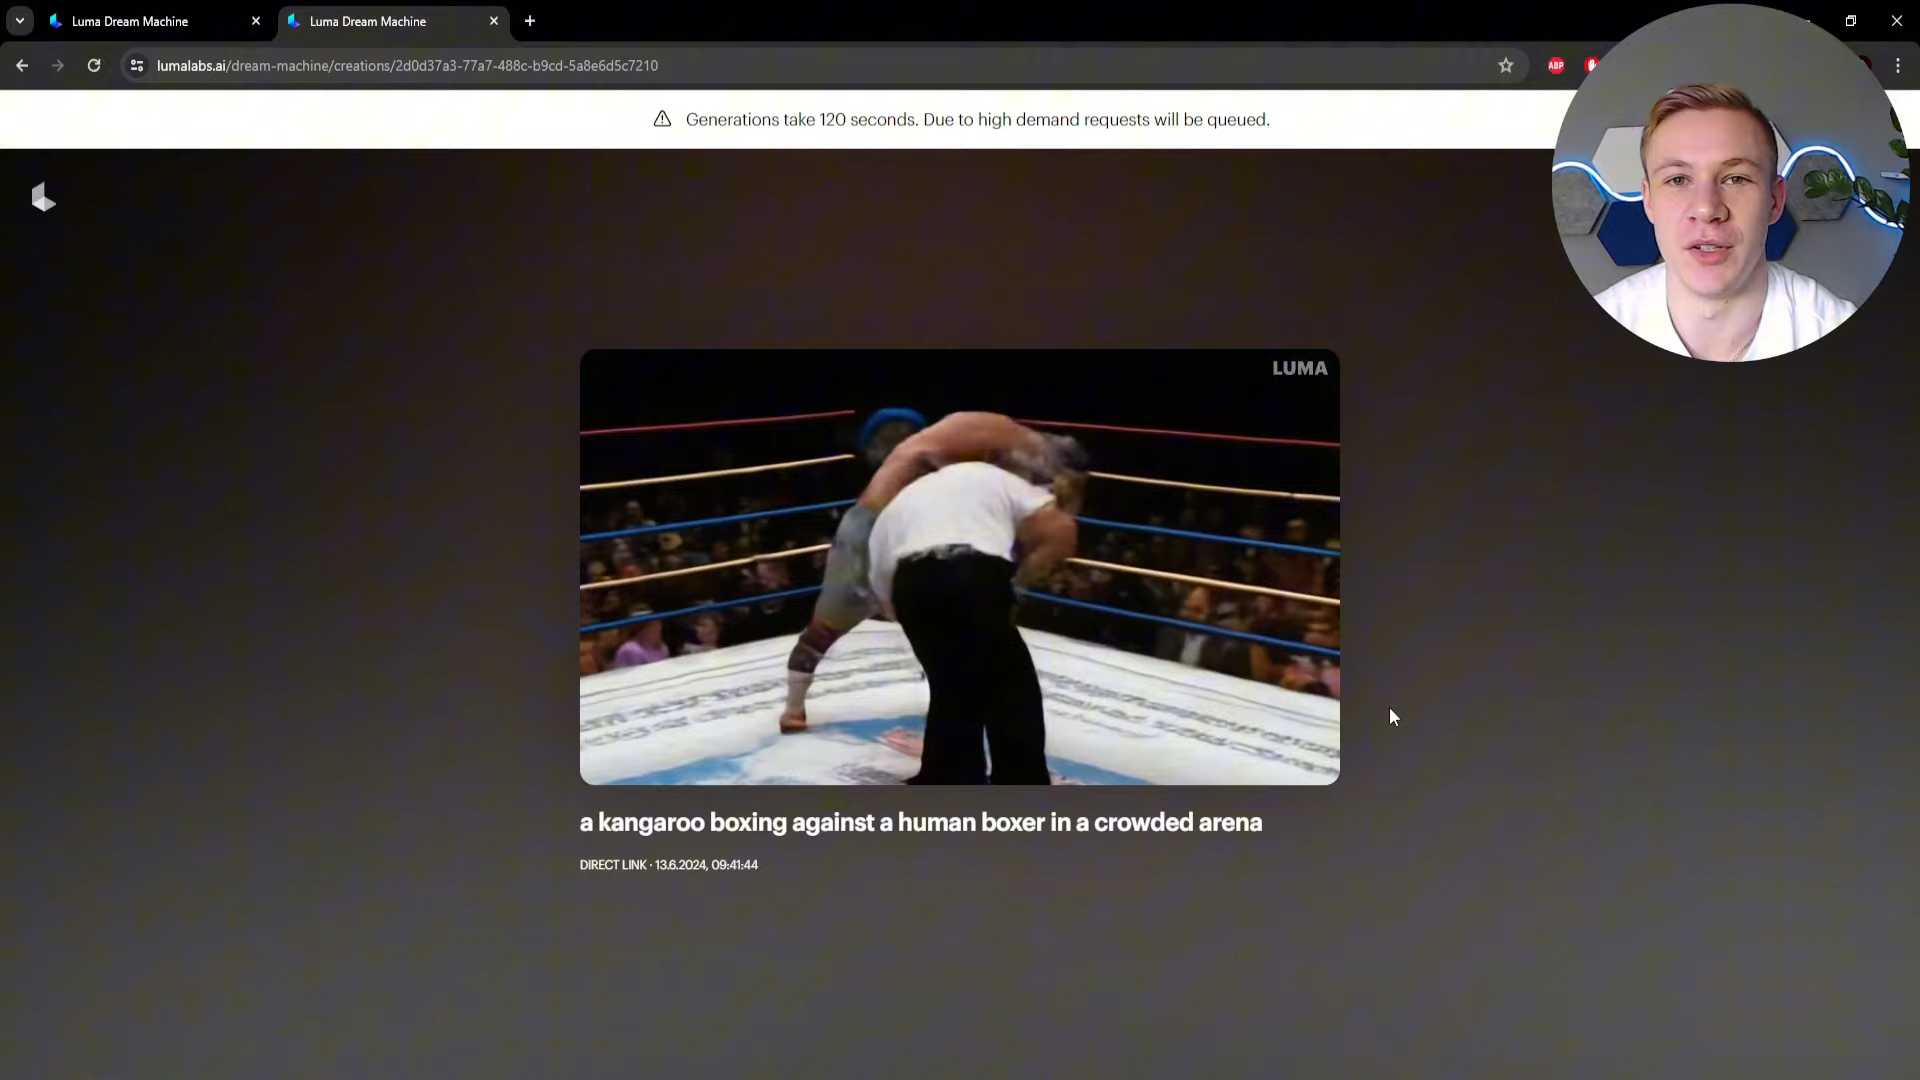 Luma Dream Machine
Luma Dream Machine
lumalabs.ai/dream-machine/creations/2d0d37a3-77a7-488c-b9cd-5a8e6d5c7210
ABP
Generations take 120 seconds. Due to high demand requests will be queued.
LUMA
a kangaroo boxing against a human boxer in a crowded arena
DIRECT LINK · 13.6.2024, 09:41:44